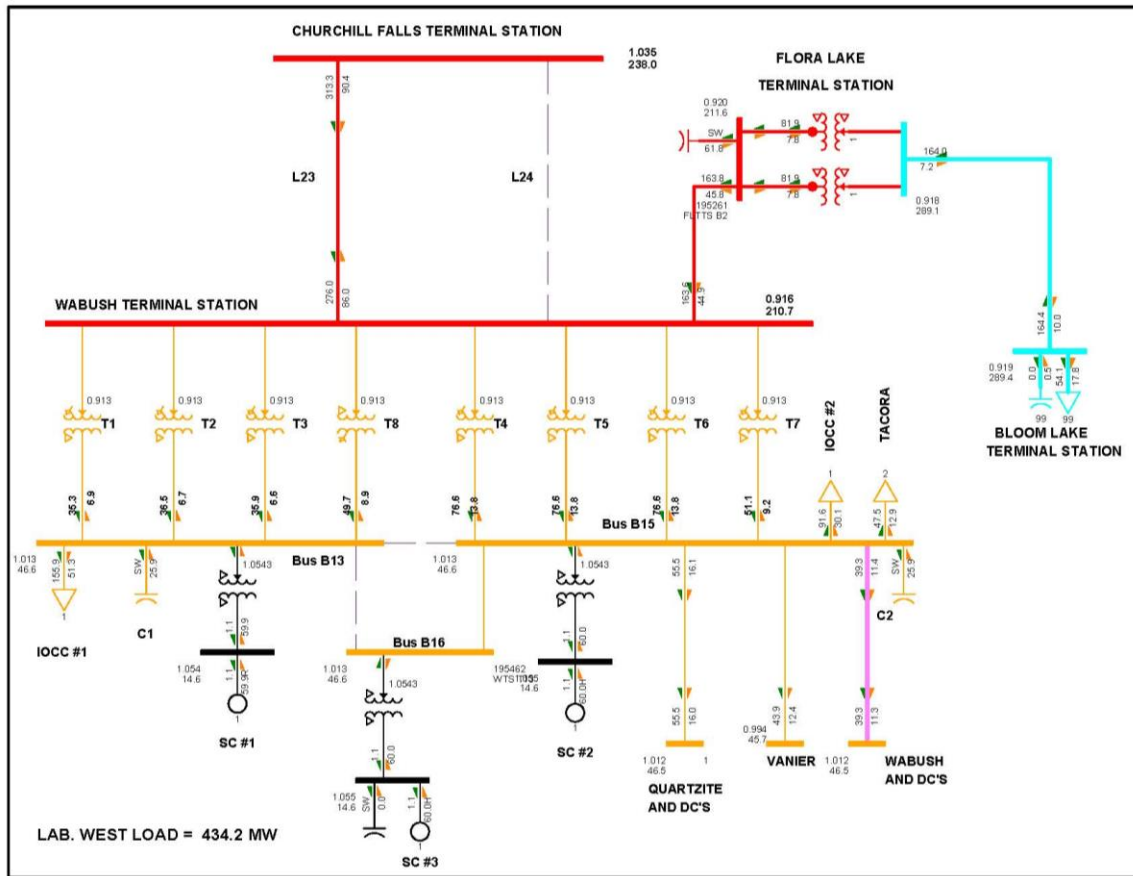 CHURCHILL FALLS TERMINAL STATION
1.035
238.0
313.3
90.4
L23
L24
276.0
86.0
FLORA LAKE
TERMINAL STATION
0.920
211.6
SW
61.8
81.9
7.8
1
163.8
45.8
81.9
7.8
1
195261
FLTTS B2
164.0
7.2
0.918
289.1
163.6
44.9
WABUSH TERMINAL STATION
0.916
210.7
164.4
10.0
0.919
289.4
0.0
0.5
54.1
17.8
99
99
BLOOM LAKE
TERMINAL STATION
0.913
0.913
0.913
0.913
0.913
0.913
0.913
0.913
T1
T2
T3
T8
T4
T5
T6
T7
IOCC #2
TACORA
1
2
35.3
6.9
36.5
6.7
35.9
6.6
49.7
8.9
76.6
13.8
76.6
13.8
76.6
13.8
51.1
9.2
91.6
30.1
47.5
12.9
Bus B15
1.013
46.6
Bus B13
1.013
46.6
155.9
51.3
1
IOCC #1
SW
25.9
C1
1.0543
1.1
59.9
1.054
14.6
1.1
59.9R
1
SC #1
Bus B16
1.013
46.6
195462
1.0543
1.1
60.0
1.055
14.6
SW
0.0
1.1
60.0H
1
SC #3
1.0543
1.1
60.0
14.6
1.1
60.0H
1
SC #2
55.5
16.1
55.5
16.0
1.012
46.5
1
QUARTZITE
AND DC'S
43.9
12.4
0.994
45.7
VANIER
39.3
11.4
39.3
11.3
1.012
46.5
WABUSH
AND DC'S
SW
25.9
C2
LAB. WEST LOAD = 434.2 MW